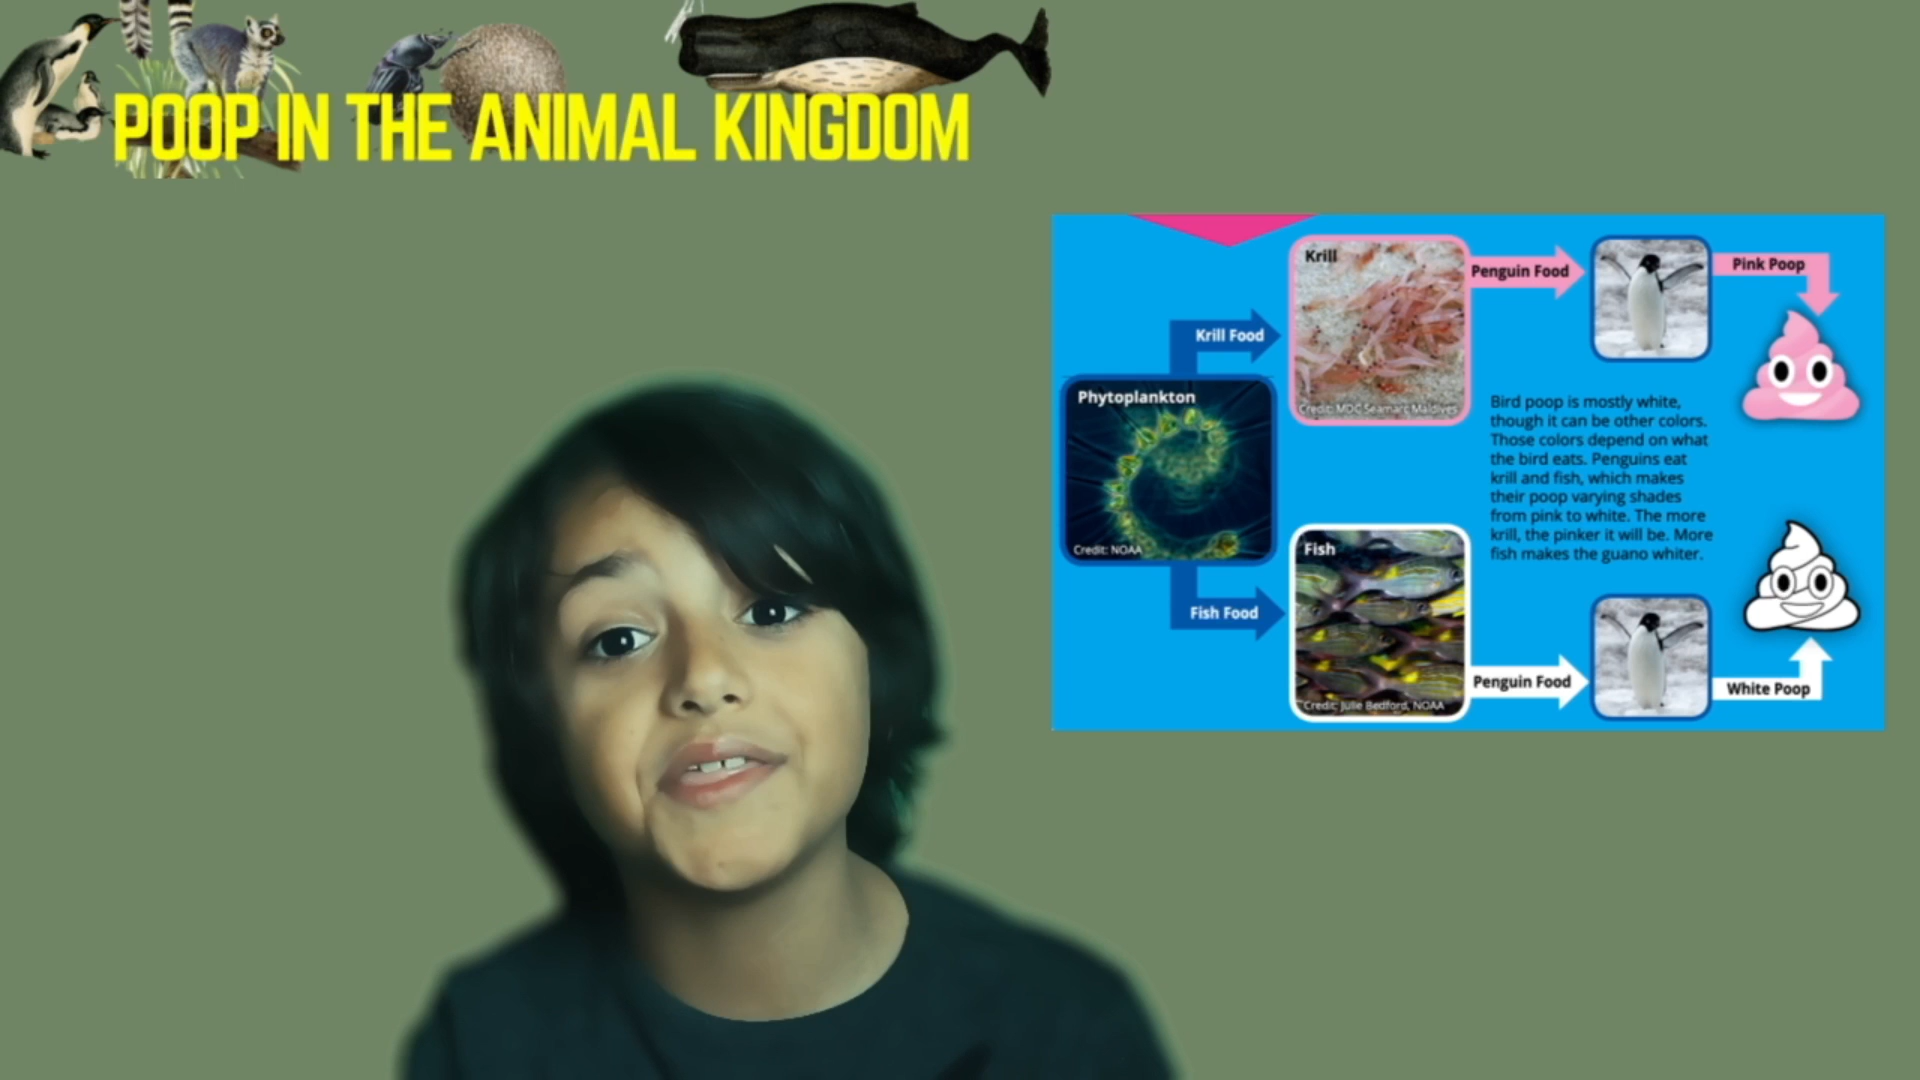 POOP IN THE ANIMAL KINGDOM
Krill
Penguin Food
Pink Poop
Krill Food
Phytoplankton
Credit: MDC Seamarc Maldives
Bird poop is mostly white,
though it can be other colors.
Those colors depend on what
the bird eats. Penguins eat
krill and fish, which makes
their poop varying shades
from pink to white. The more
krill, the pinker it will be. More
fish makes the guano whiter.
Credit: NOAA
Fish
Fish Food
Penguin Food
White Poop
Credit: Julie Bedford, NOAA